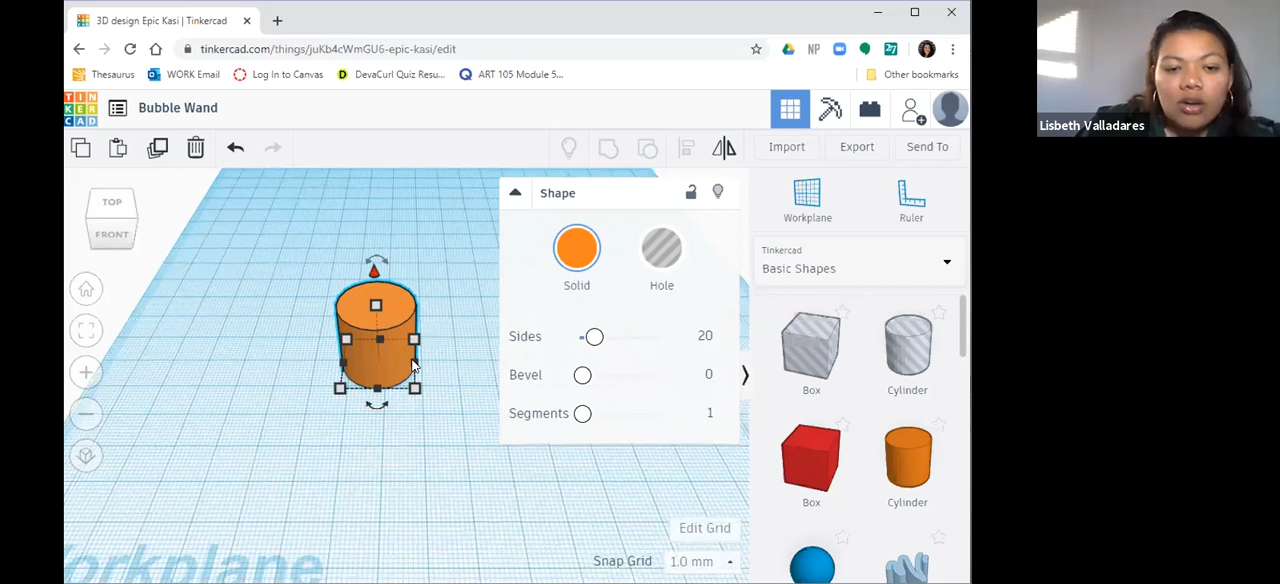 3D design Epic Kasi | Tinkercad
tinkercad.com/things/juKb4cWmGU6-epic-kasi/edit
NP
27
Thesaurus
WORK Email
Log In to Canvas
D
DevaCurl Quiz Resu...
Q
ART 105 Module 5...
Other bookmarks
TIN
KER
CAD
Bubble Wand
Import
Export
Send To
TOP
FRONT
Shape
Solid
Hole
Sides
20
Bevel
0
Segments
1
Workplane
Ruler
Tinkercad
Basic Shapes
Box
Cylinder
Box
Cylinder
Edit Grid
Snap Grid
1.0 mm
Workplane
Lisbeth Valladares